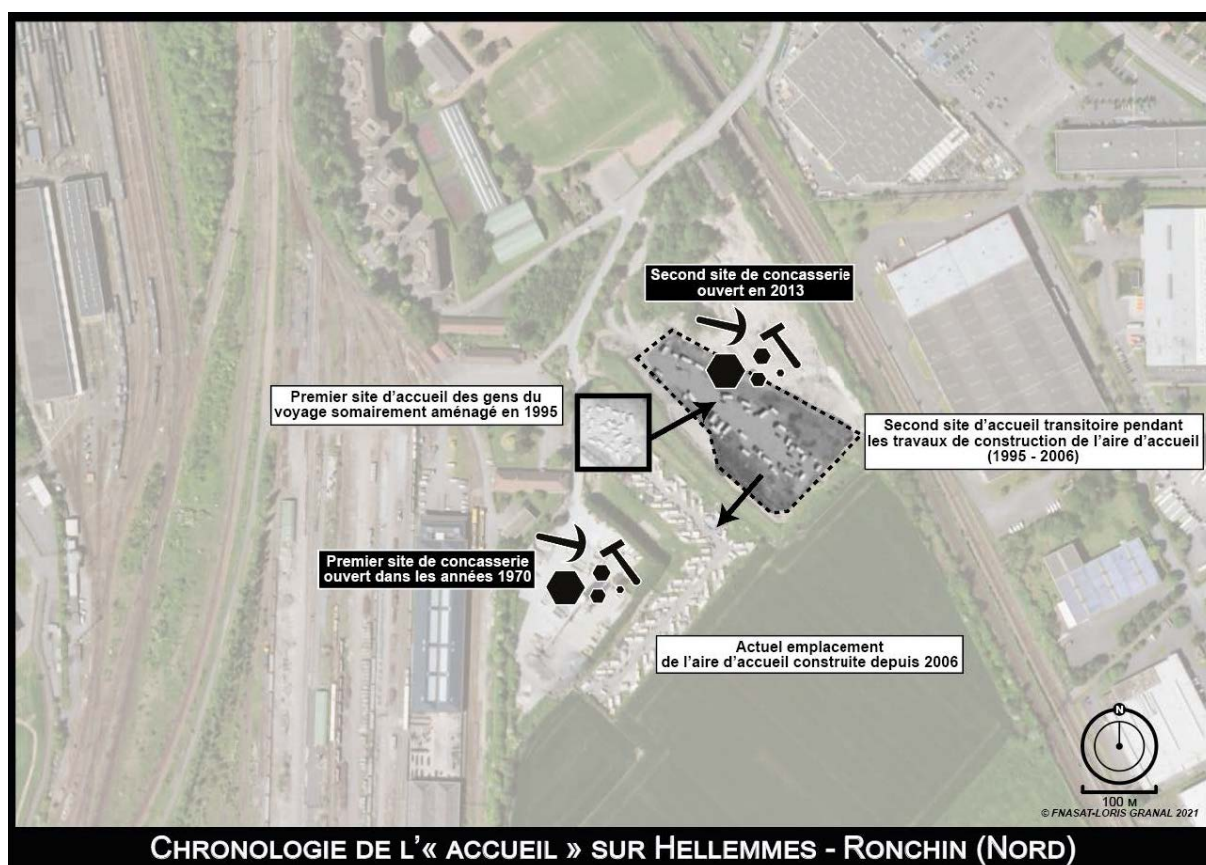 Second site de concasserie
ouvert en 2013
Premier site d'accueil des gens du
voyage somairement aménagé en 1995
Second site d'accueil transitoire pendant
les travaux de construction de l'aire d'accueil
(1995 - 2006)
Premier site de concasserie
ouvert dans les années 1970
Actuel emplacement
de l'aire d'accueil construite depuis 2006
N
100 M
© FNASAT-LORIS GRANAL 2021
CHRONOLOGIE DE L'« ACCUEIL » SUR HELLEMMES - RONCHIN (NORD)